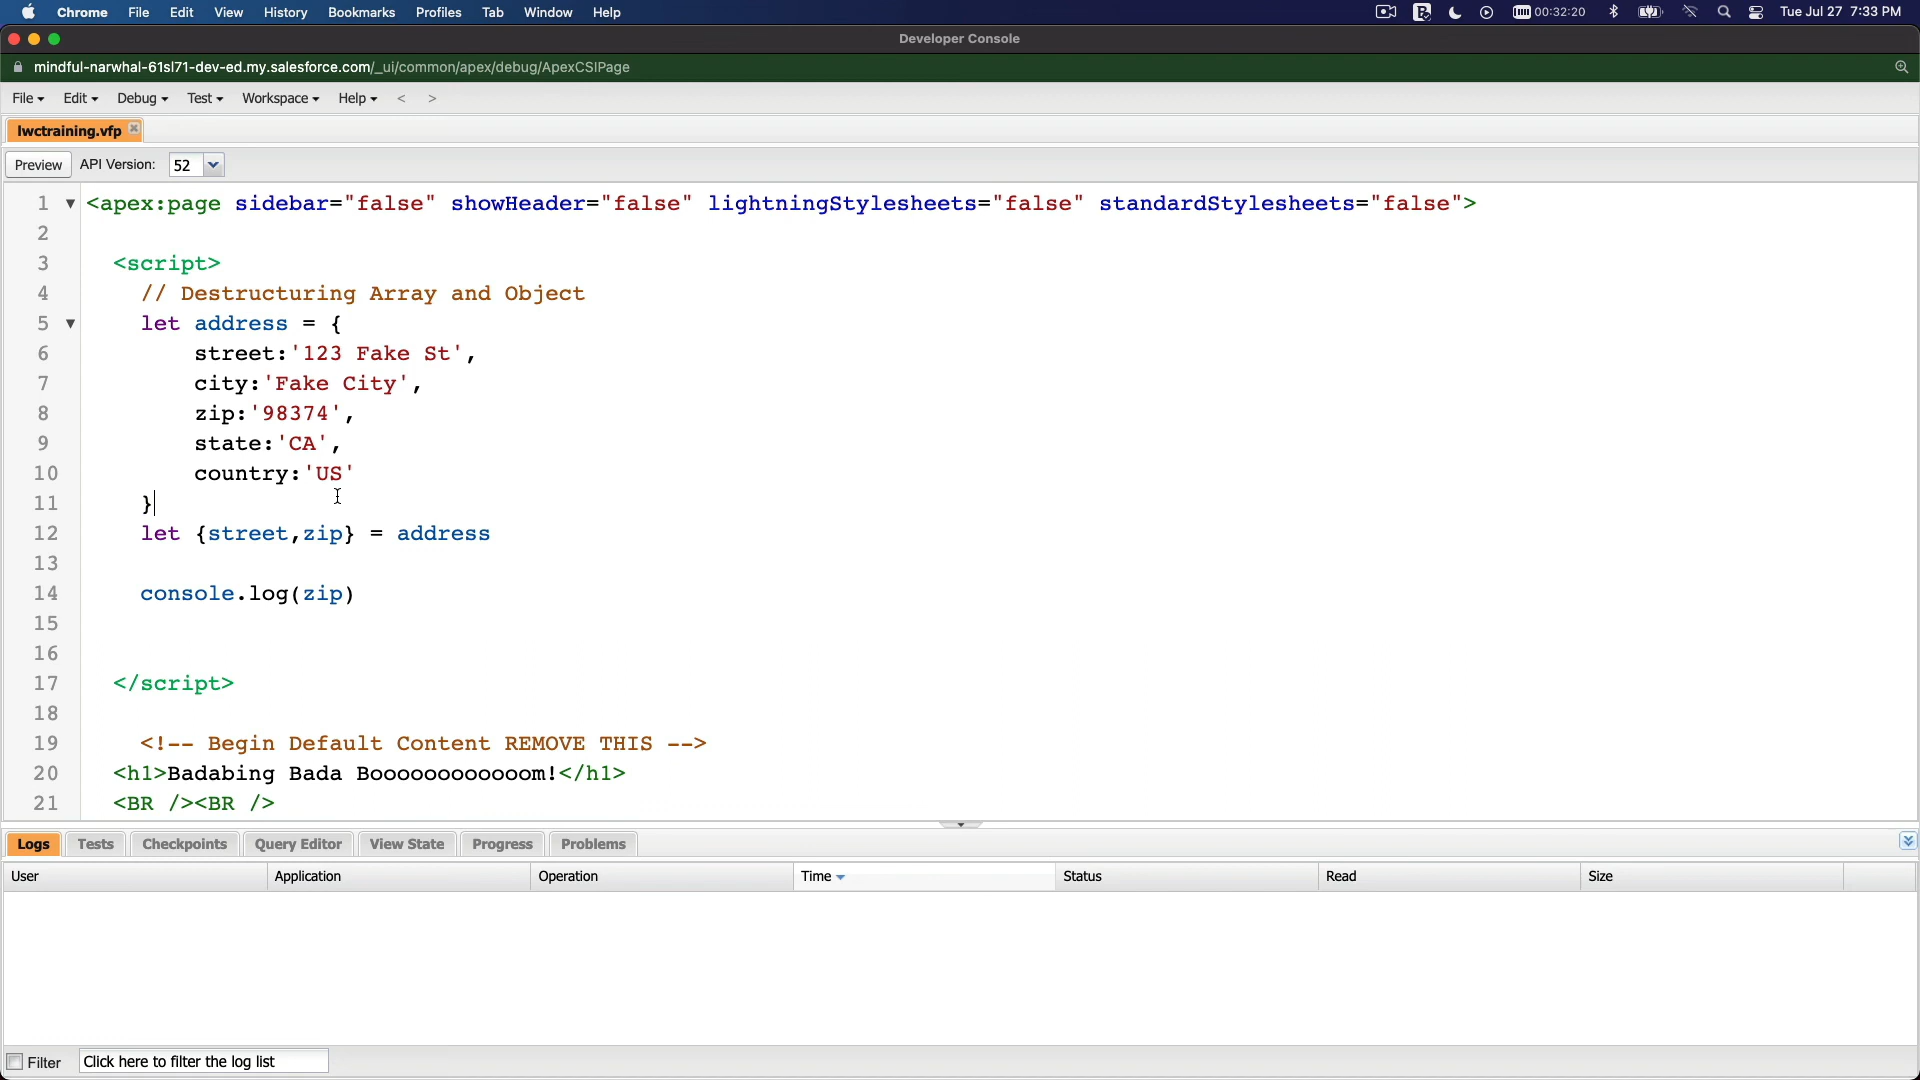 Chrome File Edit View History Bookmarks Profiles Tab Window Help 00:32:20 Tue Jul 27 7:33 PM
Developer Console
mindful-narwhal-61sl71-dev-ed.my.salesforce.com/_ui/common/apex/debug/ApexCSIPage
File Edit Debug Test Workspace Help < >
lwctraining.vfp
Preview API Version: 52
1 <apex:page sidebar="false" showHeader="false" lightningStylesheets="false" standardStylesheets="false">
2
3 <script>
4 // Destructuring Array and Object
5 let address = {
6 street:'123 Fake St',
7 city:'Fake City',
8 zip:'98374',
9 state:'CA',
10 country:'US'
11 }
12 let {street,zip} = address
13
14 console.log(zip)
15
16
17 </script>
18
19 <!-- Begin Default Content REMOVE THIS -->
20 <h1>Badabing Bada Boooooooooooom!</h1>
21 <BR /><BR />
Logs Tests Checkpoints Query Editor View State Progress Problems
User Application Operation Time Status Read Size
Filter Click here to filter the log list